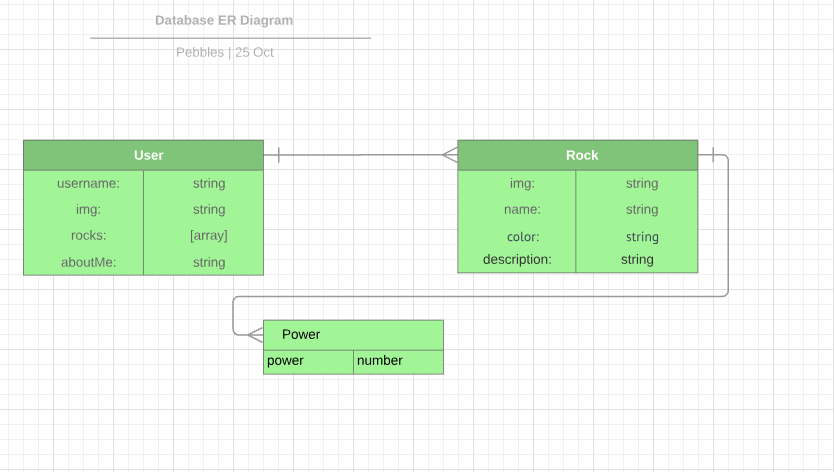 Database ER Diagram
Pebbles | 25 Oct
User
username: string
img: string
rocks: [array]
aboutMe: string
Rock
img: string
name: string
color: string
description: string
Power
power number